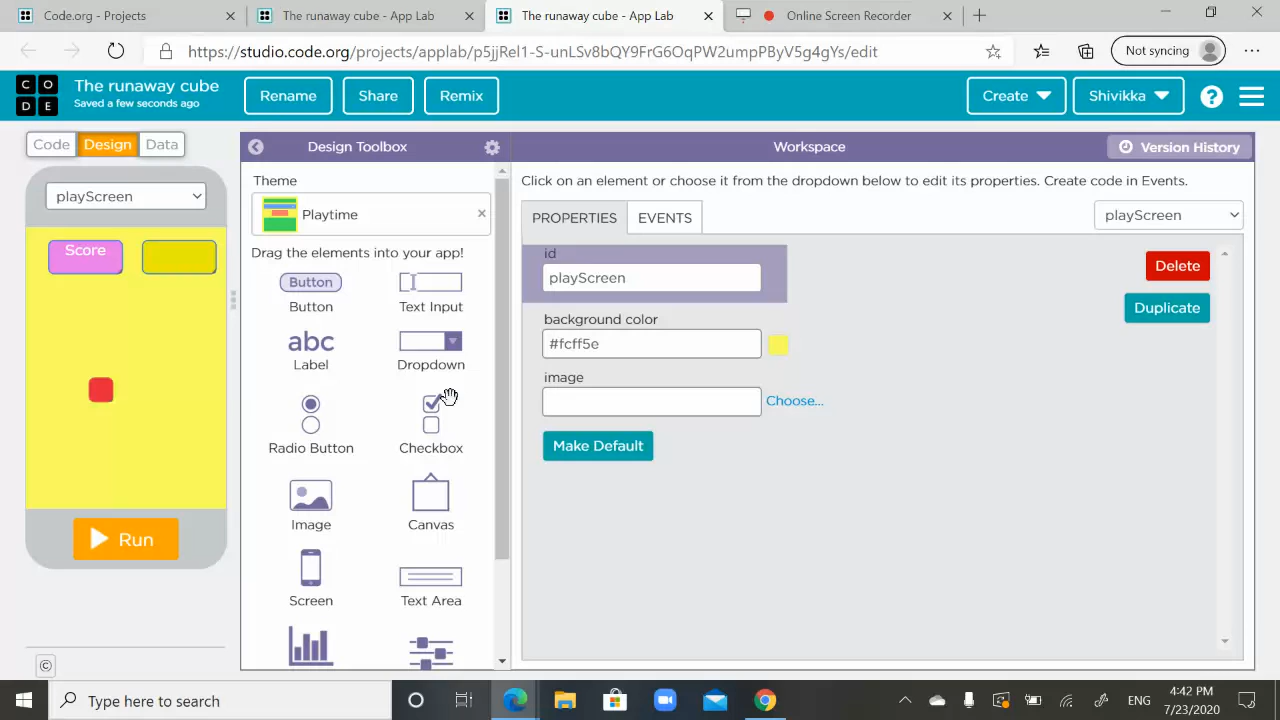 Code.org - Projects
The runaway cube - App Lab
The runaway cube - App Lab
Online Screen Recorder
https://studio.code.org/projects/applab/p5jjRel1-S-unLSv8bQY9FrG6OqPW2umpPByV5g4gYs/edit
Not syncing
C O
D E
The runaway cube
Saved a few seconds ago
Rename
Share
Remix
Create
Shivikka
?
Code
Design
Data
Design Toolbox
Workspace
Version History
playScreen
Score
Run
Theme
Playtime
Drag the elements into your app!
Button
Button
Text Input
abc
Label
Dropdown
Radio Button
Checkbox
Image
Canvas
Screen
Text Area
Click on an element or choose it from the dropdown below to edit its properties. Create code in Events.
PROPERTIES
EVENTS
playScreen
id
playScreen
Delete
Duplicate
background color
#fcff5e
image
Choose...
Make Default
©
Type here to search
ENG
4:42 PM
7/23/2020